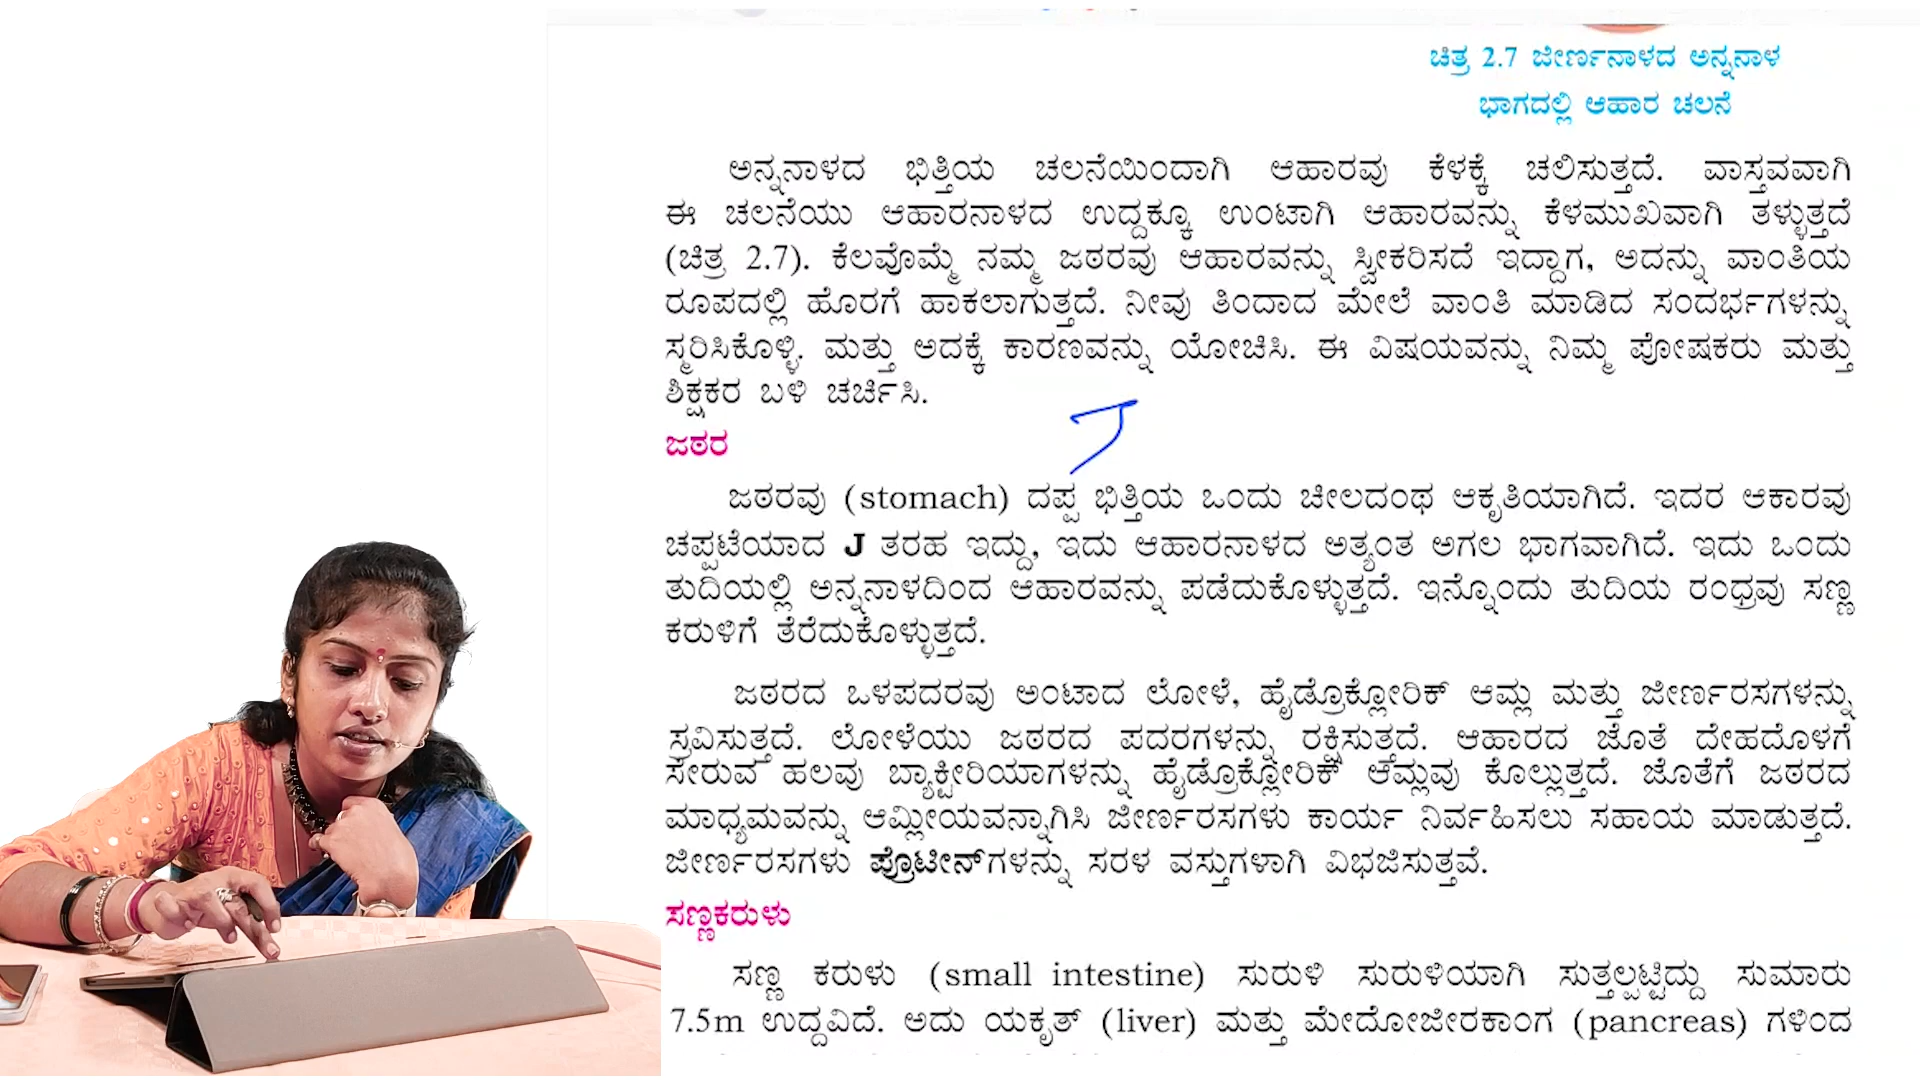 ಚಿತ್ರ 2.7 ಜೀರ್ಣನಾಳದ ಅನ್ನನಾಳ
ಭಾಗದಲ್ಲಿ ಆಹಾರ ಚಲನೆ
ಅನ್ನನಾಳದ ಭಿತ್ತಿಯ ಚಲನೆಯಿಂದಾಗಿ ಆಹಾರವು ಕೆಳಕ್ಕೆ ಚಲಿಸುತ್ತದೆ. ವಾಸ್ತವವಾಗಿ
ಈ ಚಲನೆಯು ಆಹಾರನಾಳದ ಉದ್ದಕ್ಕೂ ಉಂಟಾಗಿ ಆಹಾರವನ್ನು ಕೆಳಮುಖವಾಗಿ ತಳ್ಳುತ್ತದೆ
(ಚಿತ್ರ 2.7). ಕೆಲವೊಮ್ಮೆ ನಮ್ಮ ಜಠರವು ಆಹಾರವನ್ನು ಸ್ವೀಕರಿಸದೆ ಇದ್ದಾಗ, ಅದನ್ನು ವಾಂತಿಯ
ರೂಪದಲ್ಲಿ ಹೊರಗೆ ಹಾಕಲಾಗುತ್ತದೆ. ನೀವು ತಿಂದಾದ ಮೇಲೆ ವಾಂತಿ ಮಾಡಿದ ಸಂದರ್ಭಗಳನ್ನು
ಸ್ಮರಿಸಿಕೊಳ್ಳಿ. ಮತ್ತು ಅದಕ್ಕೆ ಕಾರಣವನ್ನು ಯೋಚಿಸಿ. ಈ ವಿಷಯವನ್ನು ನಿಮ್ಮ ಪೋಷಕರು ಮತ್ತು
ಶಿಕ್ಷಕರ ಬಳಿ ಚರ್ಚಿಸಿ.
ಜಠರ
ಜಠರವು (stomach) ದಪ್ಪ ಭಿತ್ತಿಯ ಒಂದು ಚೀಲದಂಥ ಆಕೃತಿಯಾಗಿದೆ. ಇದರ ಆಕಾರವು
ಚಪ್ಪಟೆಯಾದ J ತರಹ ಇದ್ದು, ಇದು ಆಹಾರನಾಳದ ಅತ್ಯಂತ ಅಗಲ ಭಾಗವಾಗಿದೆ. ಇದು ಒಂದು
ತುದಿಯಲ್ಲಿ ಅನ್ನನಾಳದಿಂದ ಆಹಾರವನ್ನು ಪಡೆದುಕೊಳ್ಳುತ್ತದೆ. ಇನ್ನೊಂದು ತುದಿಯ ರಂಧ್ರವು ಸಣ್ಣ
ಕರುಳಿಗೆ ತೆರೆದುಕೊಳ್ಳುತ್ತದೆ.
ಜಠರದ ಒಳಪದರವು ಅಂಟಾದ ಲೋಳೆ, ಹೈಡ್ರೊಕ್ಲೋರಿಕ್ ಆಮ್ಲ ಮತ್ತು ಜೀರ್ಣರಸಗಳನ್ನು
ಸ್ರವಿಸುತ್ತದೆ. ಲೋಳೆಯು ಜಠರದ ಪದರಗಳನ್ನು ರಕ್ಷಿಸುತ್ತದೆ. ಆಹಾರದ ಜೊತೆ ದೇಹದೊಳಗೆ
ಸೇರುವ ಹಲವು ಬ್ಯಾಕ್ಟೀರಿಯಾಗಳನ್ನು ಹೈಡ್ರೊಕ್ಲೋರಿಕ್ ಆಮ್ಲವು ಕೊಲ್ಲುತ್ತದೆ. ಜೊತೆಗೆ ಜಠರದ
ಮಾಧ್ಯಮವನ್ನು ಆಮ್ಲೀಯವನ್ನಾಗಿಸಿ ಜೀರ್ಣರಸಗಳು ಕಾರ್ಯ ನಿರ್ವಹಿಸಲು ಸಹಾಯ ಮಾಡುತ್ತದೆ.
ಜೀರ್ಣರಸಗಳು ಪ್ರೊಟೀನ್‌ಗಳನ್ನು ಸರಳ ವಸ್ತುಗಳಾಗಿ ವಿಭಜಿಸುತ್ತವೆ.
ಸಣ್ಣಕರುಳು
ಸಣ್ಣ ಕರುಳು (small intestine) ಸುರುಳಿ ಸುರುಳಿಯಾಗಿ ಸುತ್ತಲ್ಪಟ್ಟಿದ್ದು ಸುಮಾರು
7.5m ಉದ್ದವಿದೆ. ಅದು ಯಕೃತ್ (liver) ಮತ್ತು ಮೇದೋಜೀರಕಾಂಗ (pancreas) ಗಳಿಂದ